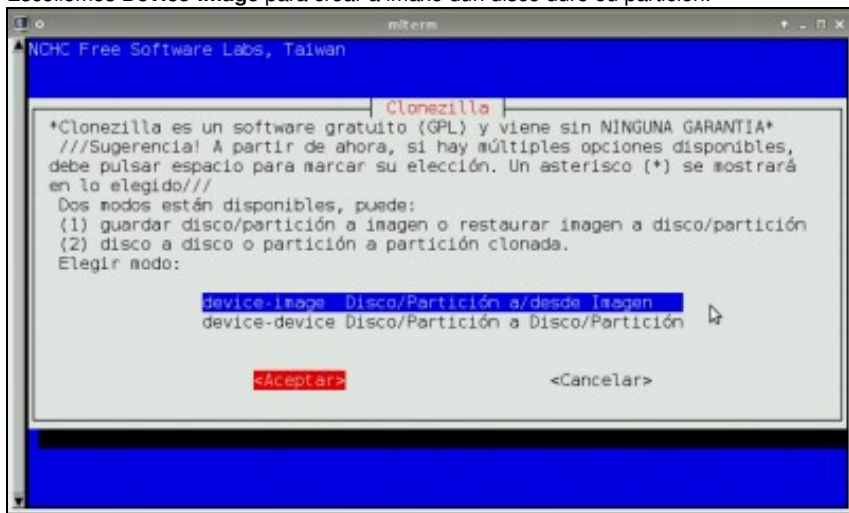 Escollemos Device-image para crear a imaxe dun disco duro ou partición.
mlterm
NCHC Free Software Labs, Taiwan
Clonezilla
*Clonezilla es un software gratuito (GPL) y viene sin NINGUNA GARANTIA*
///Sugerencia! A partir de ahora, si hay múltiples opciones disponibles,
debe pulsar espacio para marcar su elección. Un asterisco (*) se mostrará
en lo elegido///
Dos modos están disponibles, puede:
(1) guardar disco/partición a imagen o restaurar imagen a disco/partición
(2) disco a disco o partición a partición clonada.
Elegir modo:
device-image Disco/Partición a/desde Imagen
device-device Disco/Partición a Disco/Partición
<Aceptar> <Cancelar>